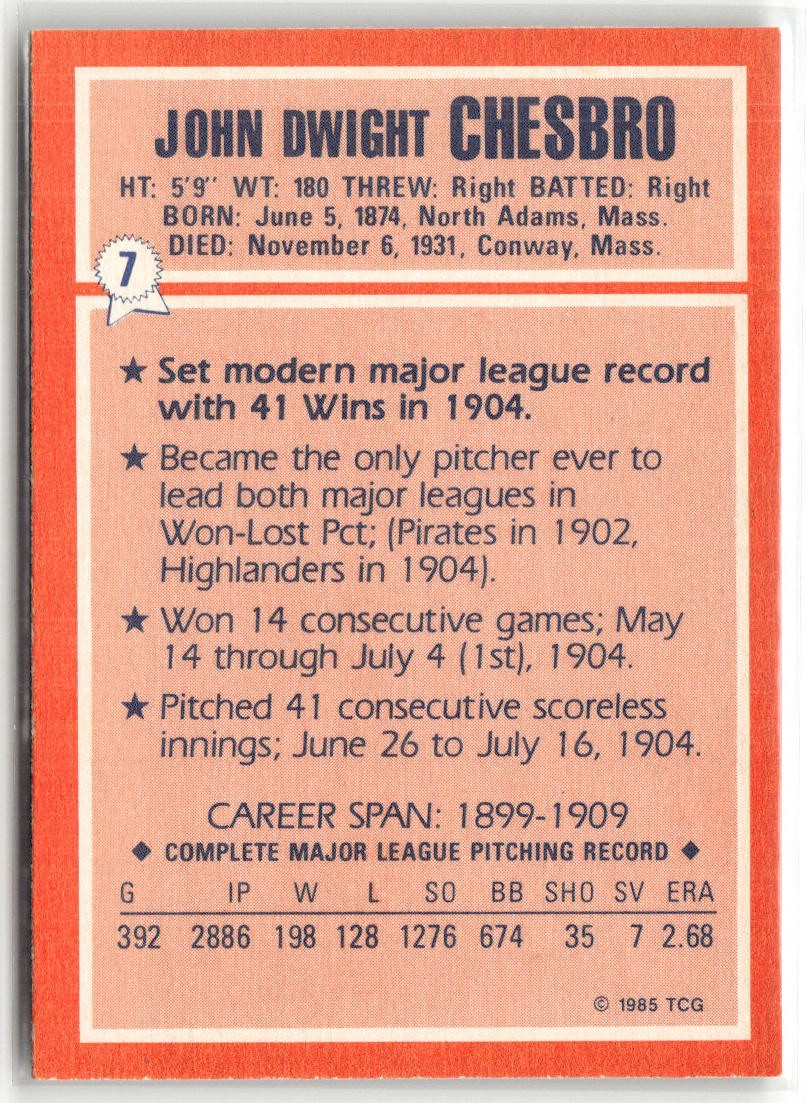 JOHN DWIGHT CHESBRO
HT: 5'9" WT: 180 THREW: Right BATTED: Right
BORN: June 5, 1874, North Adams, Mass.
DIED: November 6, 1931, Conway, Mass.
7
★ Set modern major league record
with 41 Wins in 1904.
★ Became the only pitcher ever to
lead both major leagues in
Won-Lost Pct; (Pirates in 1902,
Highlanders in 1904).
★ Won 14 consecutive games; May
14 through July 4 (1st), 1904.
★ Pitched 41 consecutive scoreless
innings; June 26 to July 16, 1904.
CAREER SPAN: 1899-1909
◆ COMPLETE MAJOR LEAGUE PITCHING RECORD ◆
G IP W L SO BB SHO SV ERA
392 2886 198 128 1276 674 35 7 2.68
© 1985 TCG